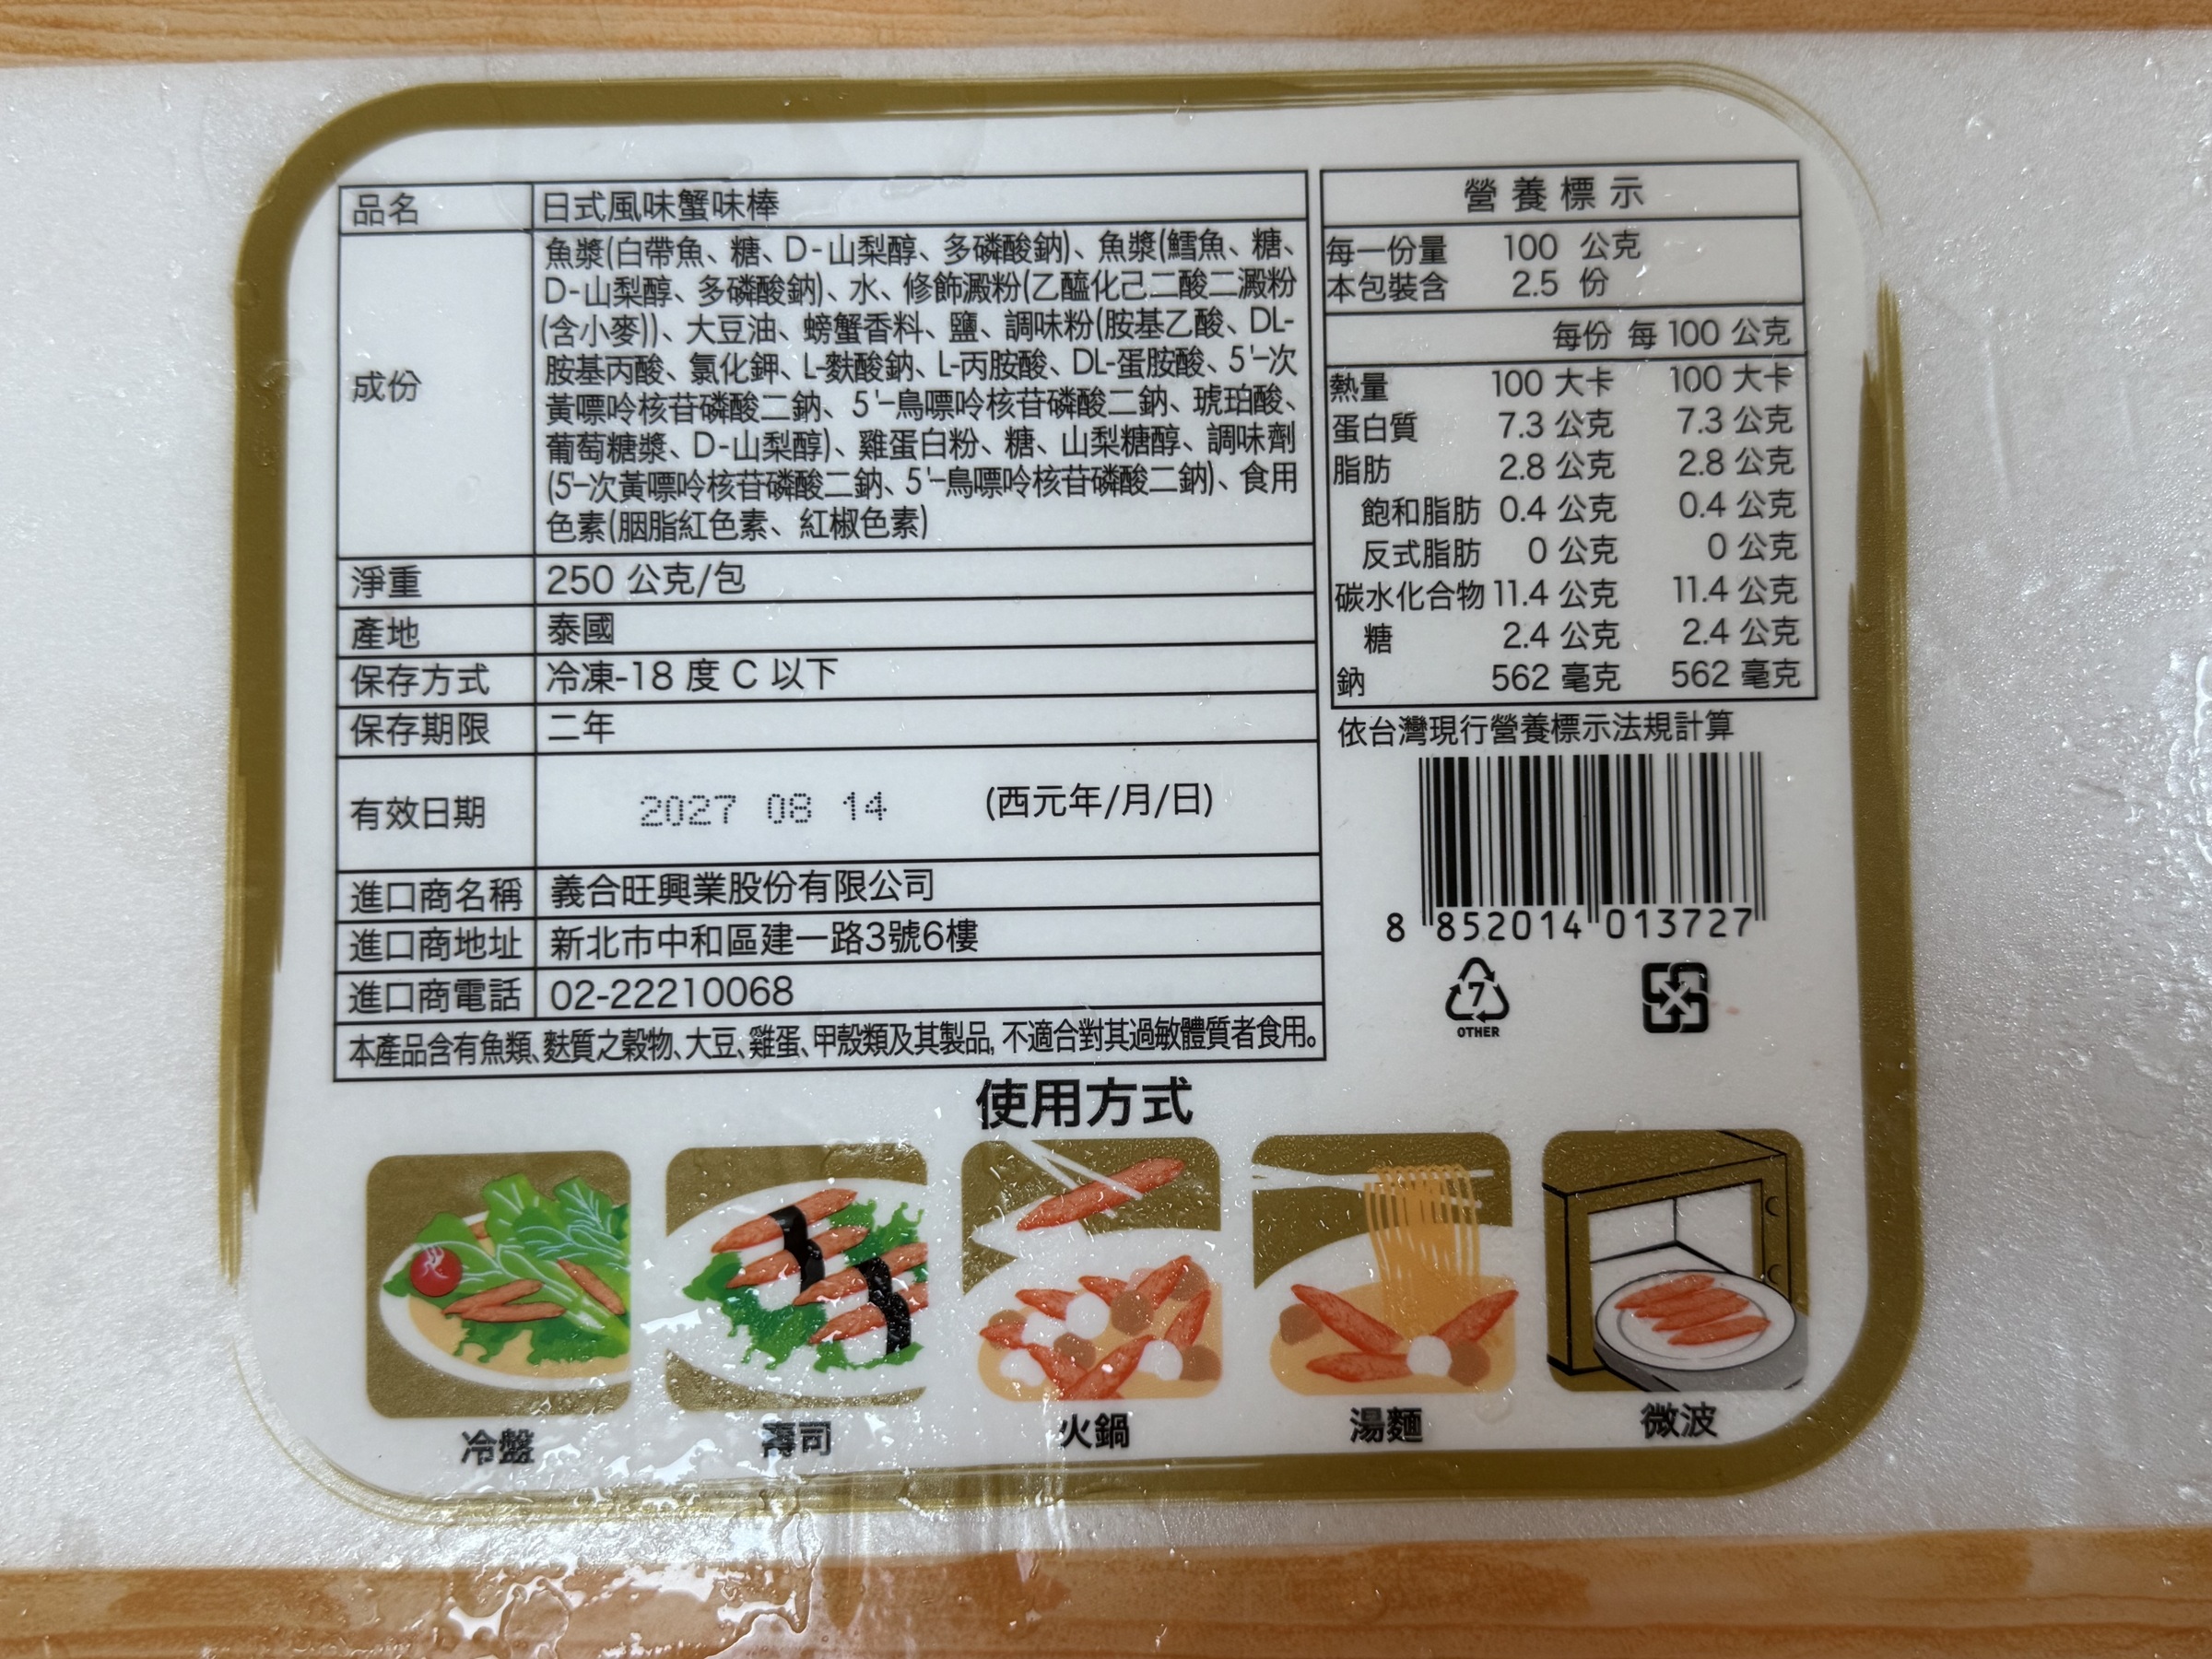 品名 日式風味蟹味棒
成份 魚漿(白帶魚、糖、D-山梨醇、多磷酸鈉)、魚漿(鱈魚、糖、
D-山梨醇、多磷酸鈉)、水、修飾澱粉(乙醯化己二酸二澱粉
(含小麥))、大豆油、螃蟹香料、鹽、調味粉(胺基乙酸、DL-
胺基丙酸、氯化鉀、L-麩酸鈉、L-丙胺酸、DL-蛋胺酸、5'-次
黃嘌呤核苷磷酸二鈉、5'-鳥嘌呤核苷磷酸二鈉、琥珀酸、
葡萄糖漿、D-山梨醇)、雞蛋白粉、糖、山梨糖醇、調味劑
(5'-次黃嘌呤核苷磷酸二鈉、5'-鳥嘌呤核苷磷酸二鈉)、食用
色素(胭脂紅色素、紅椒色素)
淨重 250 公克/包
產地 泰國
保存方式 冷凍-18 度 C 以下
保存期限 二年
有效日期 2027 08 14 (西元年/月/日)
進口商名稱 義合旺興業股份有限公司
進口商地址 新北市中和區建一路3號6樓
進口商電話 02-22210068
本產品含有魚類、麩質之穀物、大豆、雞蛋、甲殼類及其製品, 不適合對其過敏體質者食用。
營養標示
每一份量 100 公克
本包裝含 2.5 份
每份 每 100 公克
熱量 100 大卡 100 大卡
蛋白質 7.3 公克 7.3 公克
脂肪 2.8 公克 2.8 公克
飽和脂肪 0.4 公克 0.4 公克
反式脂肪 0 公克 0 公克
碳水化合物 11.4 公克 11.4 公克
糖 2.4 公克 2.4 公克
鈉 562 毫克 562 毫克
依台灣現行營養標示法規計算
8 852014 013727
7
OTHER
使用方式
冷盤 壽司 火鍋 湯麵 微波